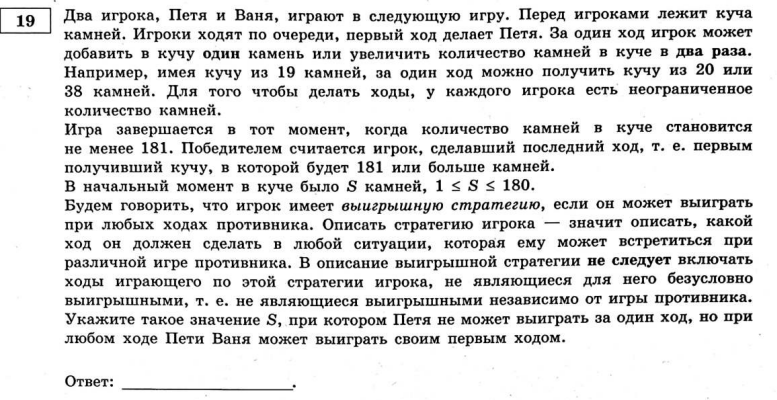 19
Два игрока, Петя и Ваня, играют в следующую игру. Перед игроками лежит куча
камней. Игроки ходят по очереди, первый ход делает Петя. За один ход игрок может
добавить в кучу один камень или увеличить количество камней в куче в два раза.
Например, имея кучу из 19 камней, за один ход можно получить кучу из 20 или
38 камней. Для того чтобы делать ходы, у каждого игрока есть неограниченное
количество камней.
Игра завершается в тот момент, когда количество камней в куче становится
не менее 181. Победителем считается игрок, сделавший последний ход, т. е. первым
получивший кучу, в которой будет 181 или больше камней.
В начальный момент в куче было S камней, 1 ≤ S ≤ 180.
Будем говорить, что игрок имеет выигрышную стратегию, если он может выиграть
при любых ходах противника. Описать стратегию игрока — значит описать, какой
ход он должен сделать в любой ситуации, которая ему может встретиться при
различной игре противника. В описание выигрышной стратегии не следует включать
ходы играющего по этой стратегии игрока, не являющиеся для него безусловно
выигрышными, т. е. не являющиеся выигрышными независимо от игры противника.
Укажите такое значение S, при котором Петя не может выиграть за один ход, но при
любом ходе Пети Ваня может выиграть своим первым ходом.
Ответ: ____________________.